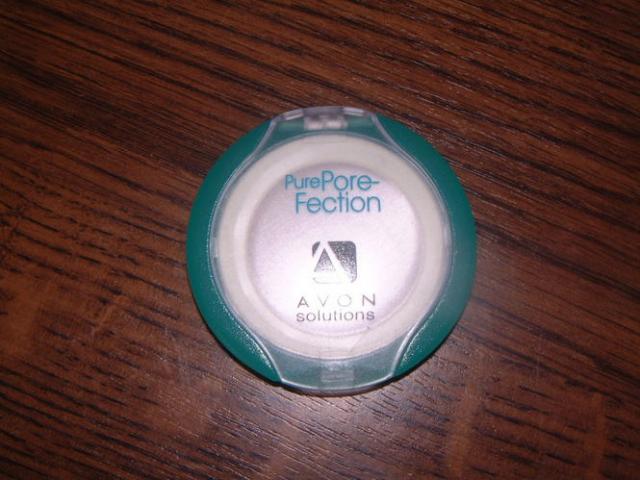 PurePore-
Fection
AVON
solutions